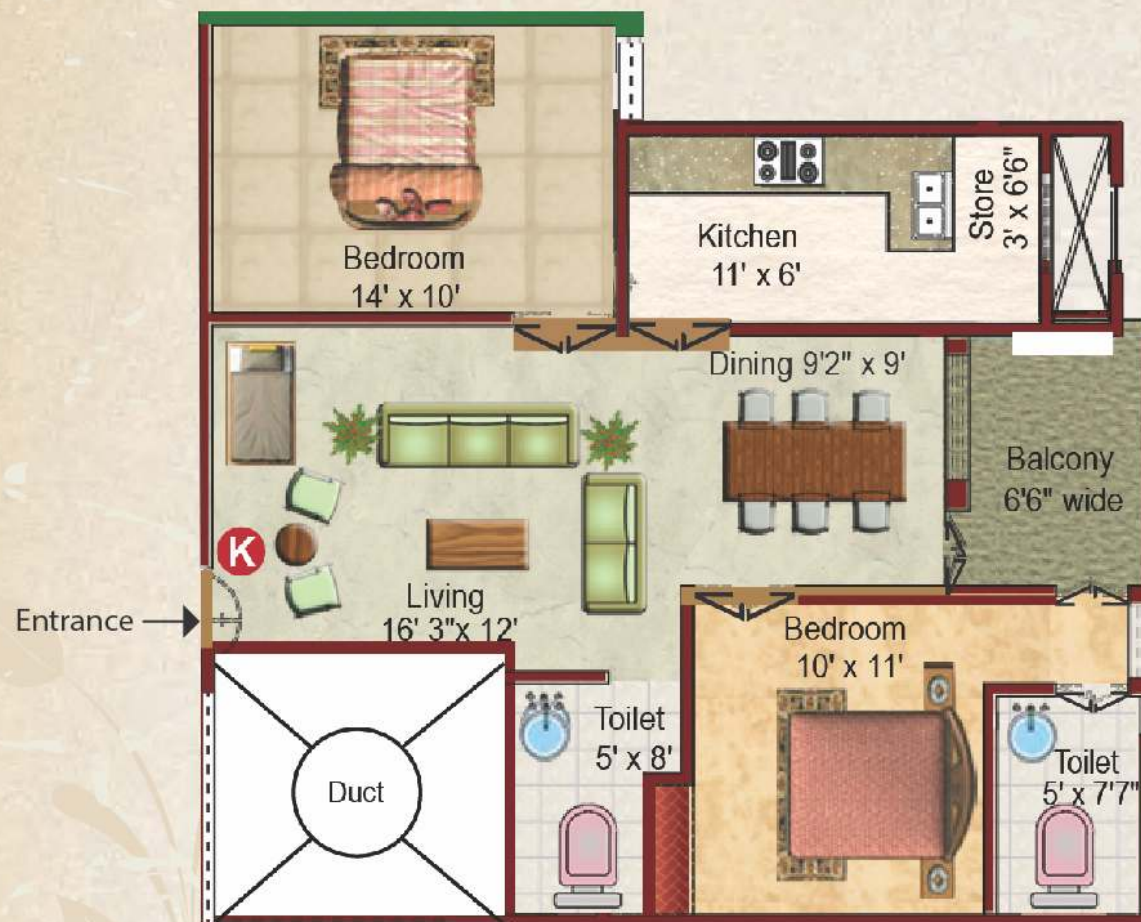 Bedroom
14' x 10'
Kitchen
11' x 6'
Store
3' x 6'6"
Dining 9'2" x 9'
Balcony
6'6" wide
K
Entrance
Living
16' 3"x 12'
Bedroom
10' x 11'
Toilet
5' x 8'
Duct
Toilet
5' x 7'7"